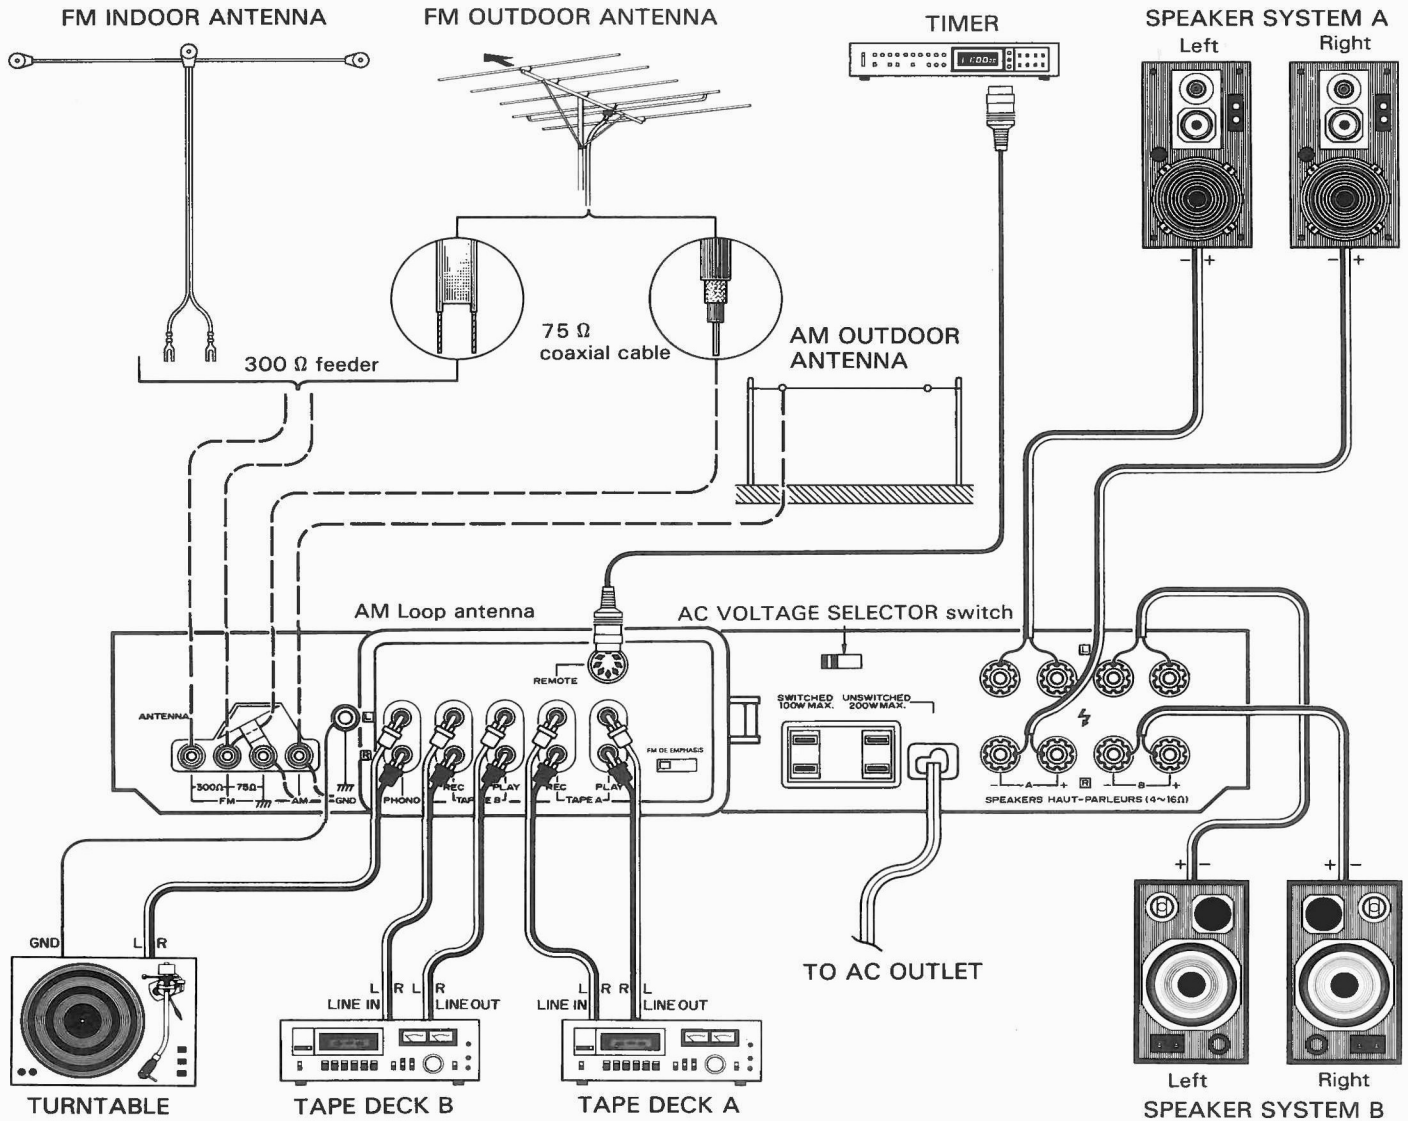 FM INDOOR ANTENNA
FM OUTDOOR ANTENNA
TIMER
SPEAKER SYSTEM A
Left
Right
11:00
- +
- +
300 Ω feeder
75 Ω
coaxial cable
AM OUTDOOR
ANTENNA
AM Loop antenna
AC VOLTAGE SELECTOR switch
REMOTE
L
SWITCHED
100W MAX.
UNSWITCHED
200W MAX.
ANTENNA
L
R
FM DE EMPHASIS
300Ω
75Ω
FM
AM
GND
PHONO
REC
PLAY
TAPE B
REC
PLAY
TAPE A
- A +
R
- B +
SPEAKERS HAUT-PARLEURS (4~16Ω)
+ -
+ -
GND
L R
TO AC OUTLET
L R L R
LINE IN
LINE OUT
L R R L
LINE IN
LINE OUT
TURNTABLE
TAPE DECK B
TAPE DECK A
Left
Right
SPEAKER SYSTEM B